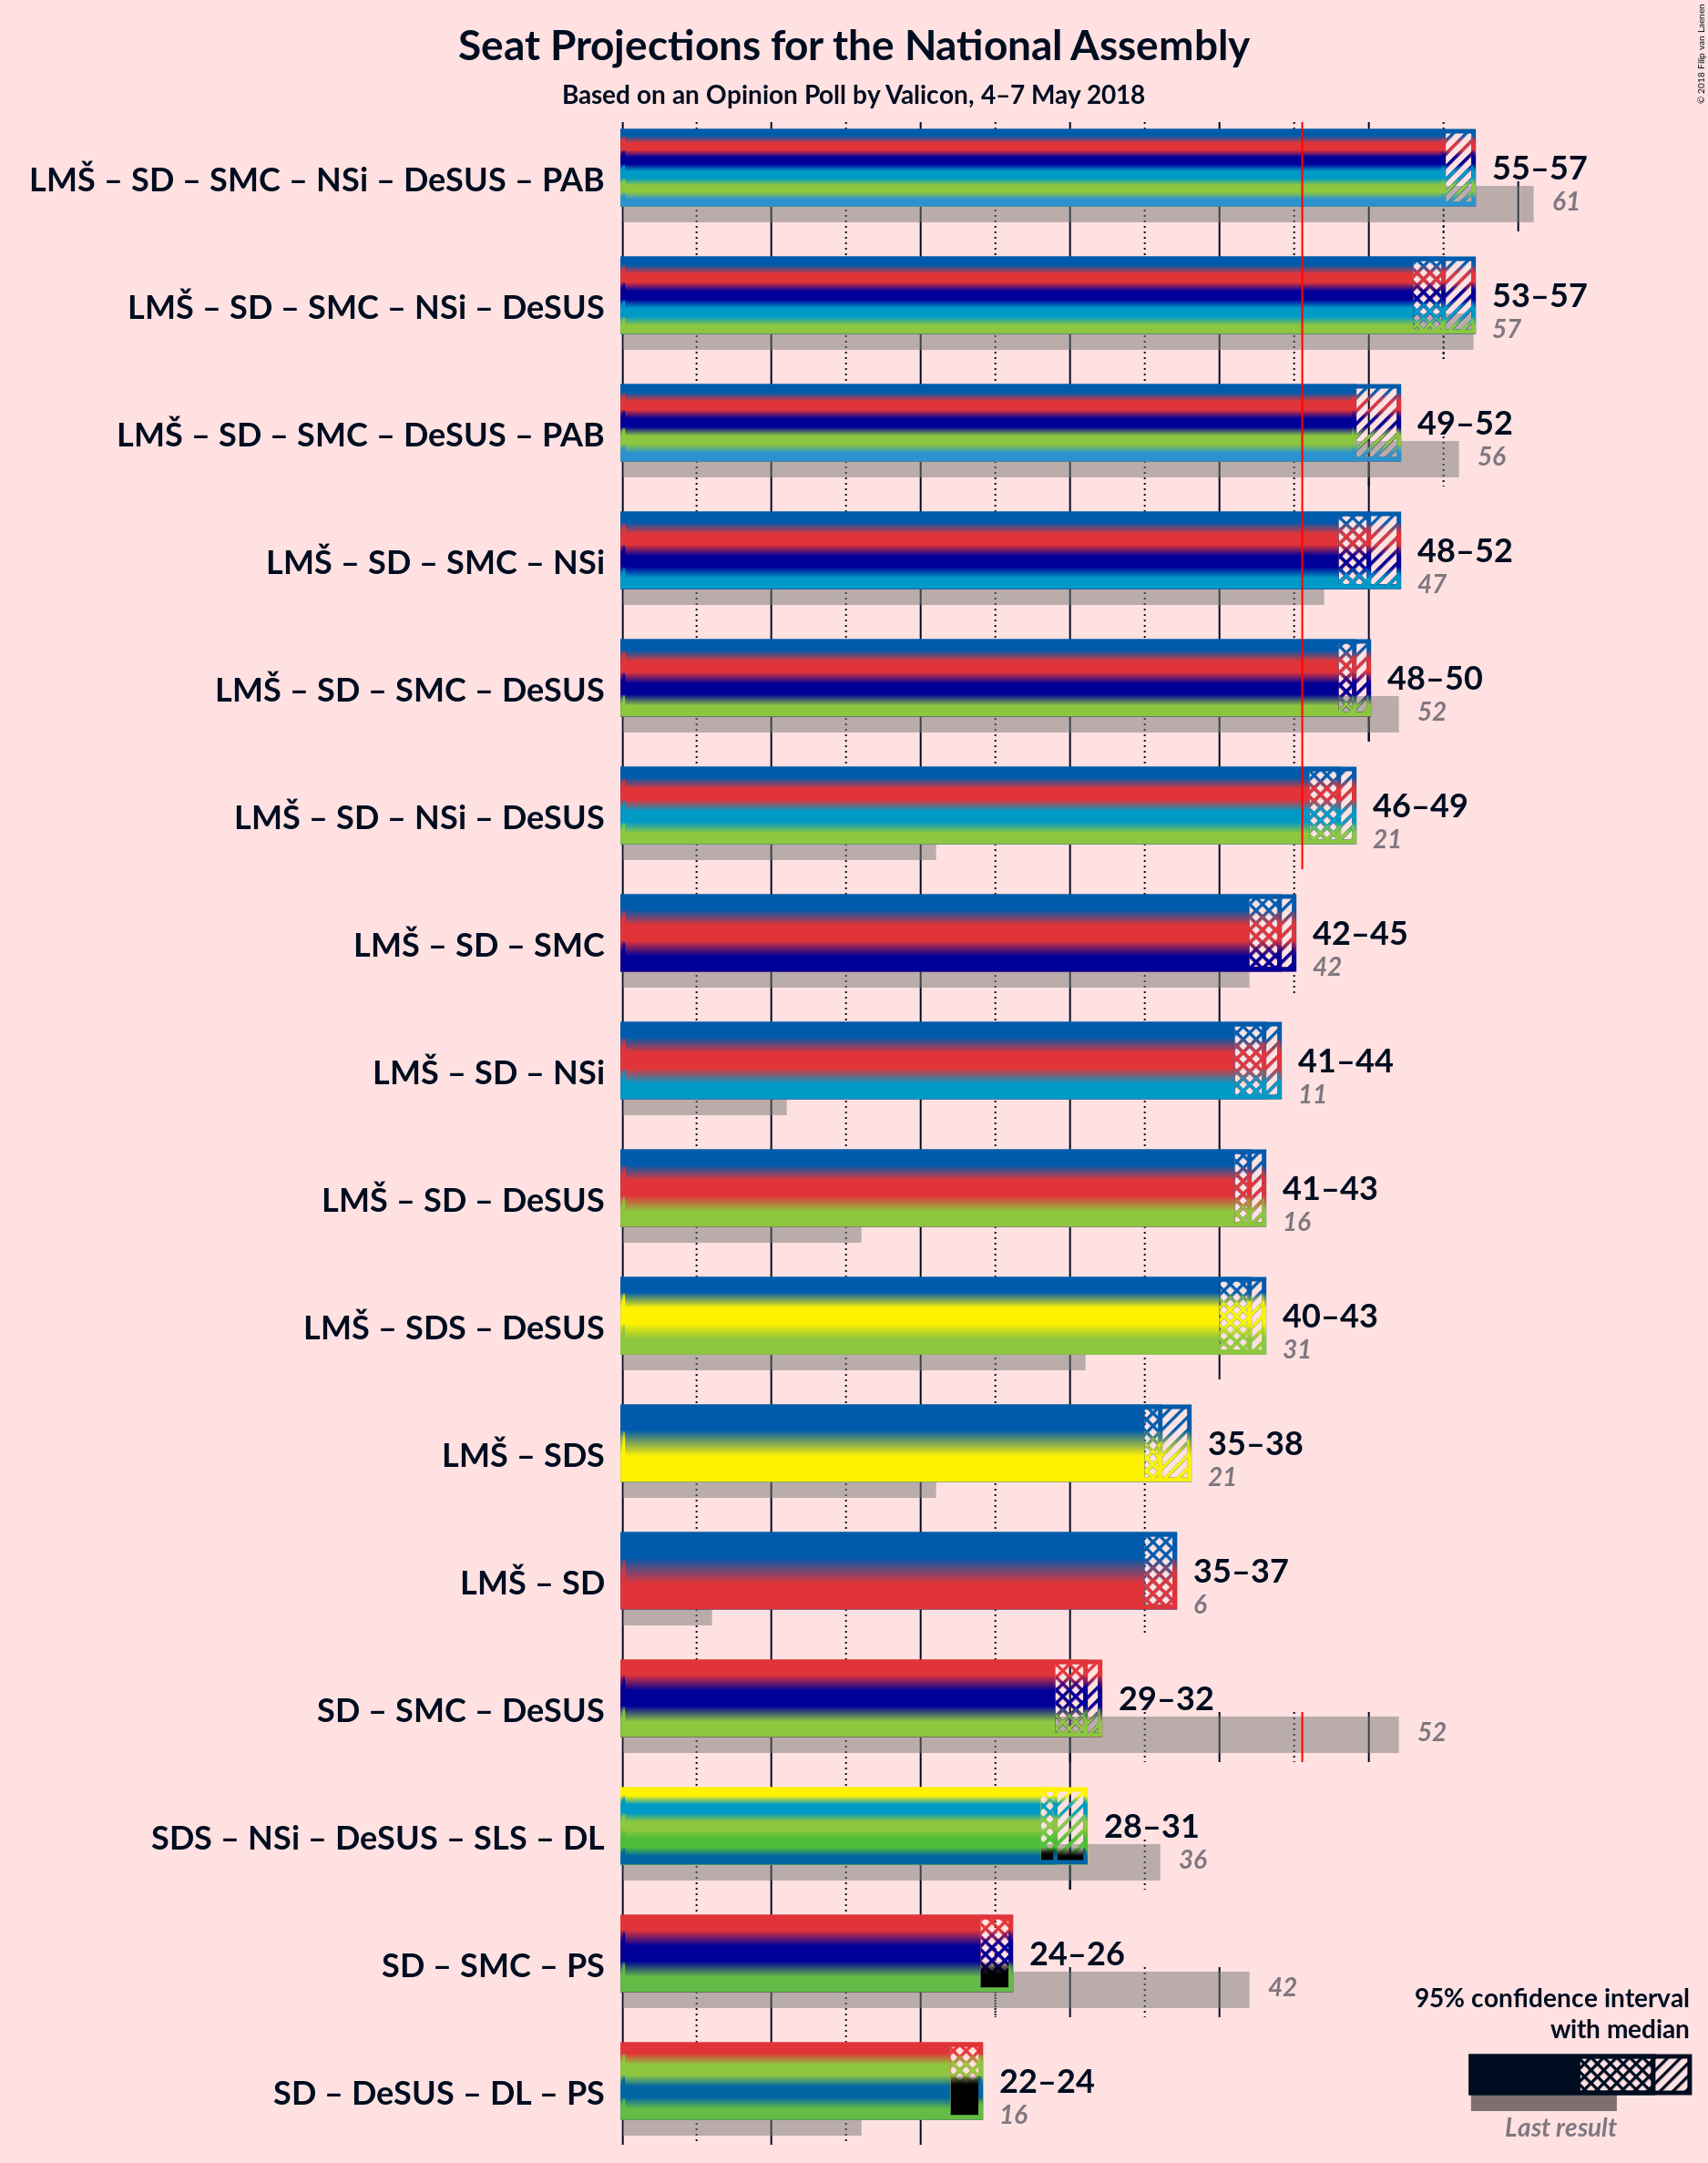 © 2018 Filip van Laenen
Seat Projections for the National Assembly
Based on an Opinion Poll by Valicon, 4–7 May 2018
LMŠ – SD – SMC – NSi – DeSUS – PAB
55–57
61
LMŠ – SD – SMC – NSi – DeSUS
53–57
57
LMŠ – SD – SMC – DeSUS – PAB
49–52
56
LMŠ – SD – SMC – NSi
48–52
47
LMŠ – SD – SMC – DeSUS
48–50
52
LMŠ – SD – NSi – DeSUS
46–49
21
LMŠ – SD – SMC
42–45
42
LMŠ – SD – NSi
41–44
11
LMŠ – SD – DeSUS
41–43
16
LMŠ – SDS – DeSUS
40–43
31
LMŠ – SDS
35–38
21
LMŠ – SD
35–37
6
SD – SMC – DeSUS
29–32
52
SDS – NSi – DeSUS – SLS – DL
28–31
36
SD – SMC – PS
24–26
42
SD – DeSUS – DL – PS
22–24
16
95% confidence interval
with median
Last result